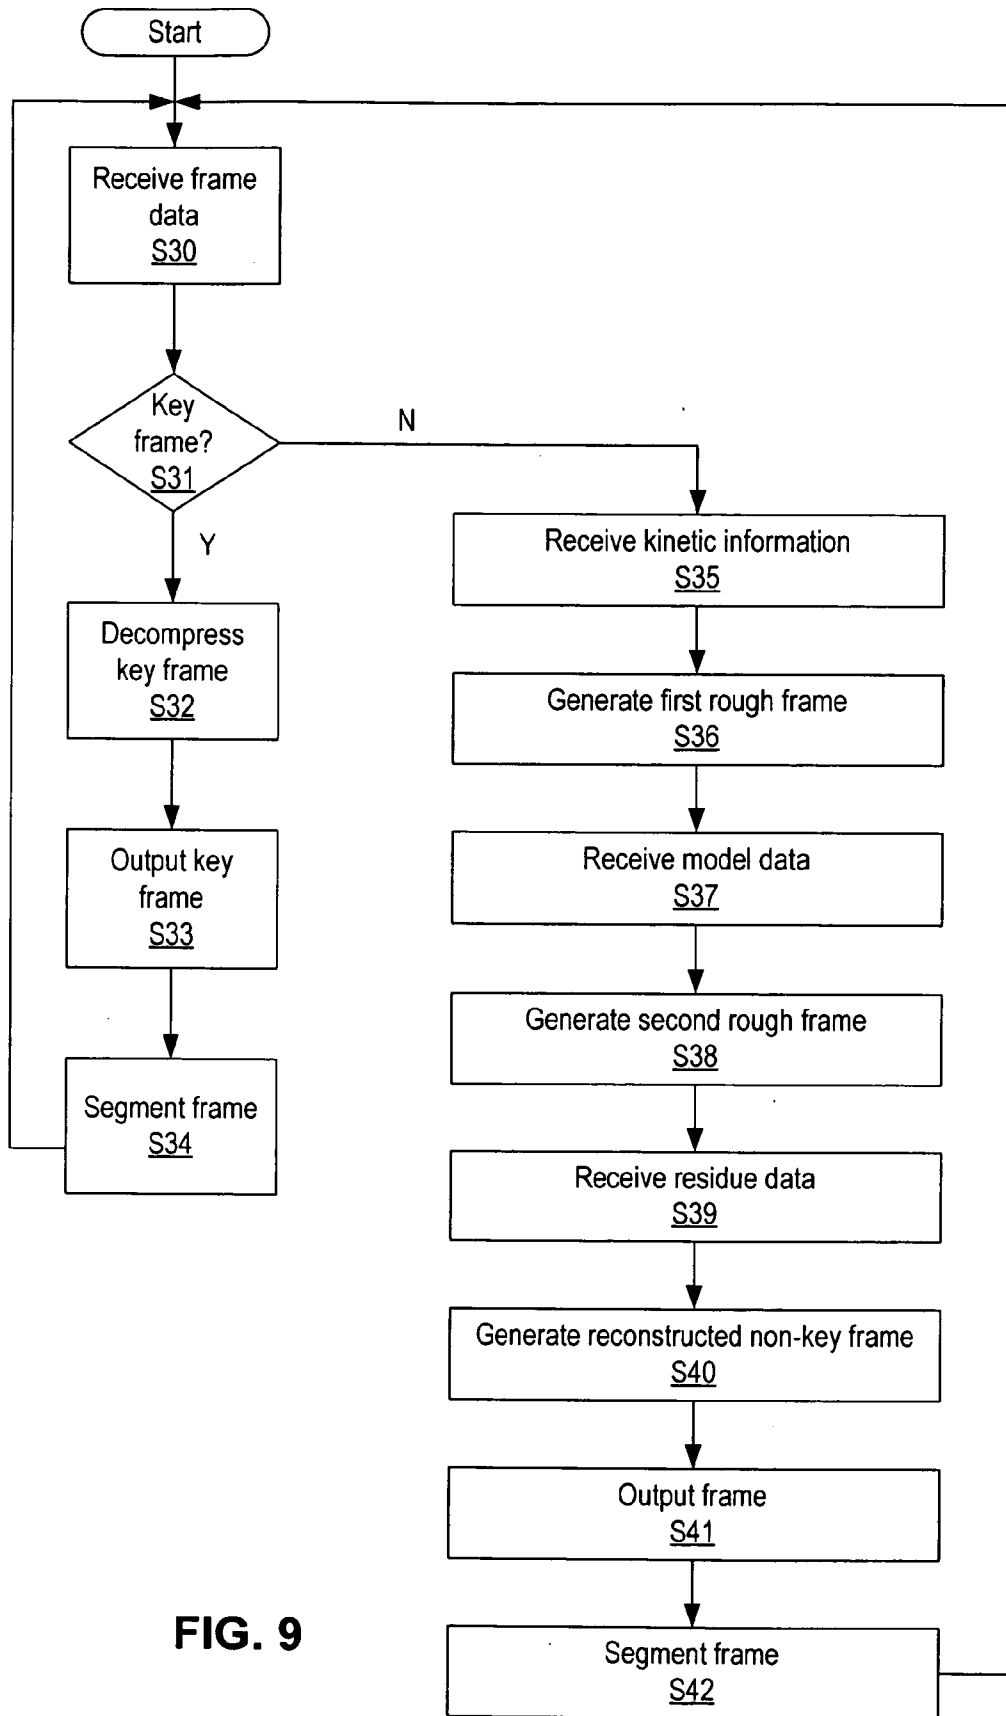 Start
Receive frame
data
S30
Key
frame?
S31
N
Y
Decompress
key frame
S32
Output key
frame
S33
Segment frame
S34
Receive kinetic information
S35
Generate first rough frame
S36
Receive model data
S37
Generate second rough frame
S38
Receive residue data
S39
Generate reconstructed non-key frame
S40
Output frame
S41
Segment frame
S42
FIG. 9